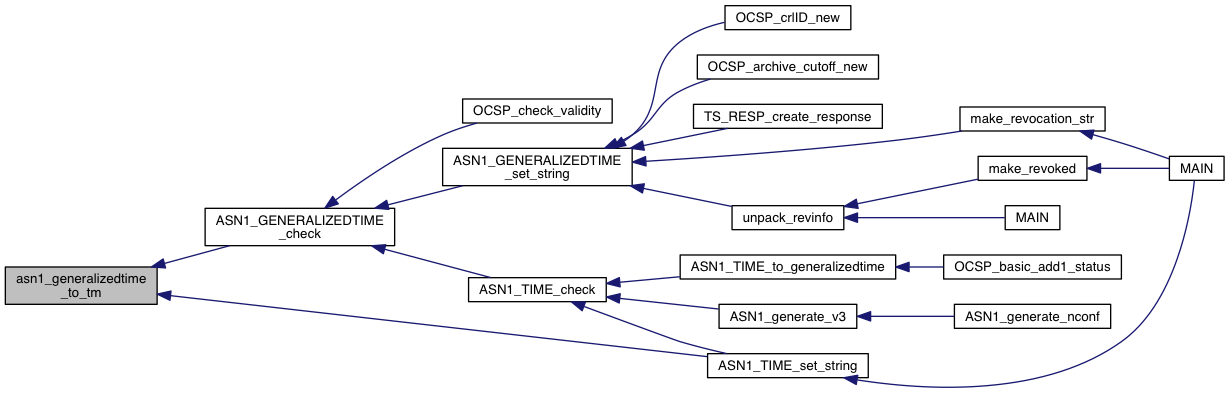 OCSP_crlID_new
OCSP_archive_cutoff_new
OCSP_check_validity
TS_RESP_create_response
make_revocation_str
ASN1_GENERALIZEDTIME
_set_string
make_revoked
MAIN
ASN1_GENERALIZEDTIME
_check
unpack_revinfo
MAIN
asn1_generalizedtime
_to_tm
ASN1_TIME_to_generalizedtime
OCSP_basic_add1_status
ASN1_TIME_check
ASN1_generate_v3
ASN1_generate_nconf
ASN1_TIME_set_string